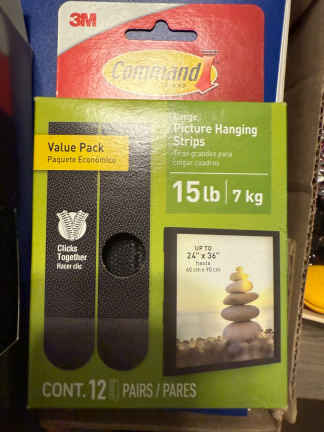 3M
Command
Large
Picture Hanging
Strips
Tiras grandes para
colgar cuadros
Value Pack
Paquete Económico
15 lb | 7 kg
Clicks
Together
Hacer clic
UP TO
24" x 36"
hasta
60 cm x 90 cm
CONT. 12 PAIRS / PARES